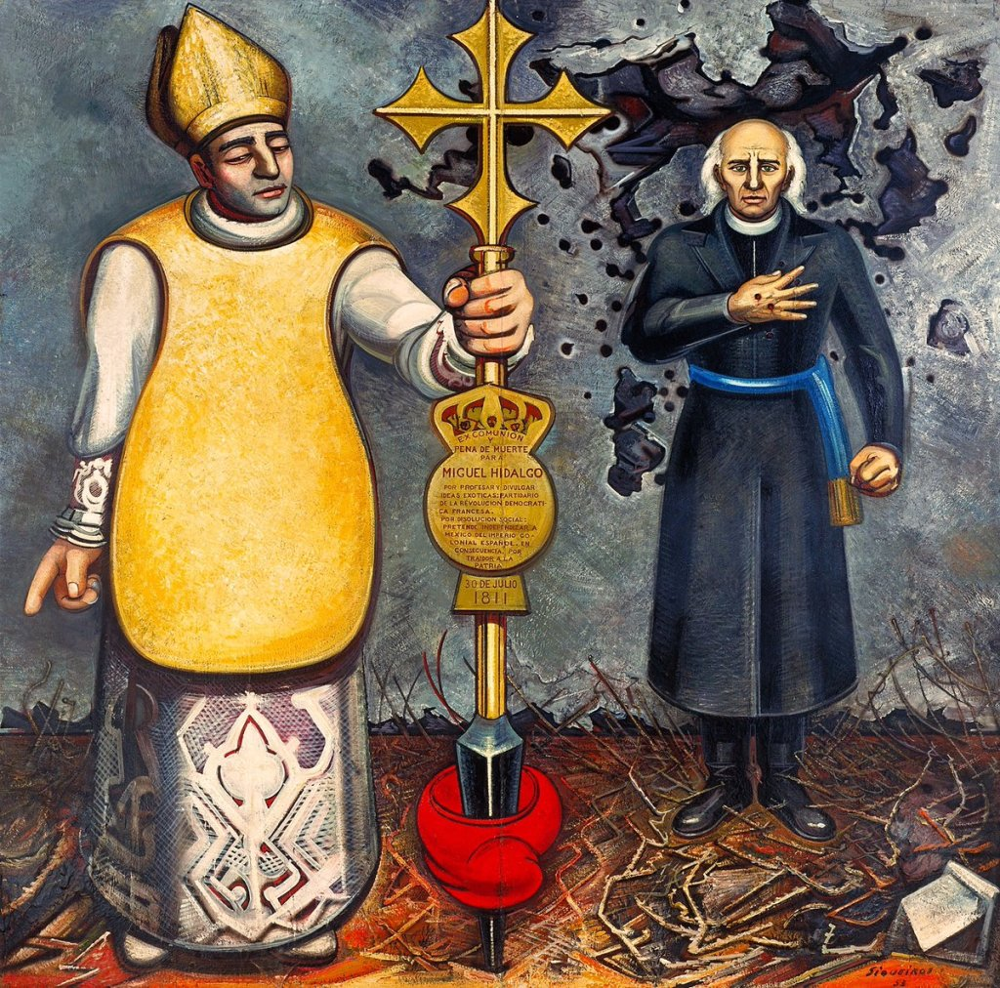 EXCOMUNION
Y
PENA DE MUERTE
PARA
MIGUEL HIDALGO
POR PROFESAR Y DIVULGAR
IDEAS EXOTICAS: PARTIDARIO
DE LA REVOLUCION DEMOCRATI-
CA FRANCESA.
POR DISOLUCION SOCIAL:
PRETENDE INDEPENDIZAR A
MEXICO DEL IMPERIO CO-
LONIAL ESPAÑOL. EN
CONSECUENCIA, POR
TRAIDOR A LA
PATRIA
30 DE JULIO
1811
SIQUEIROS
53